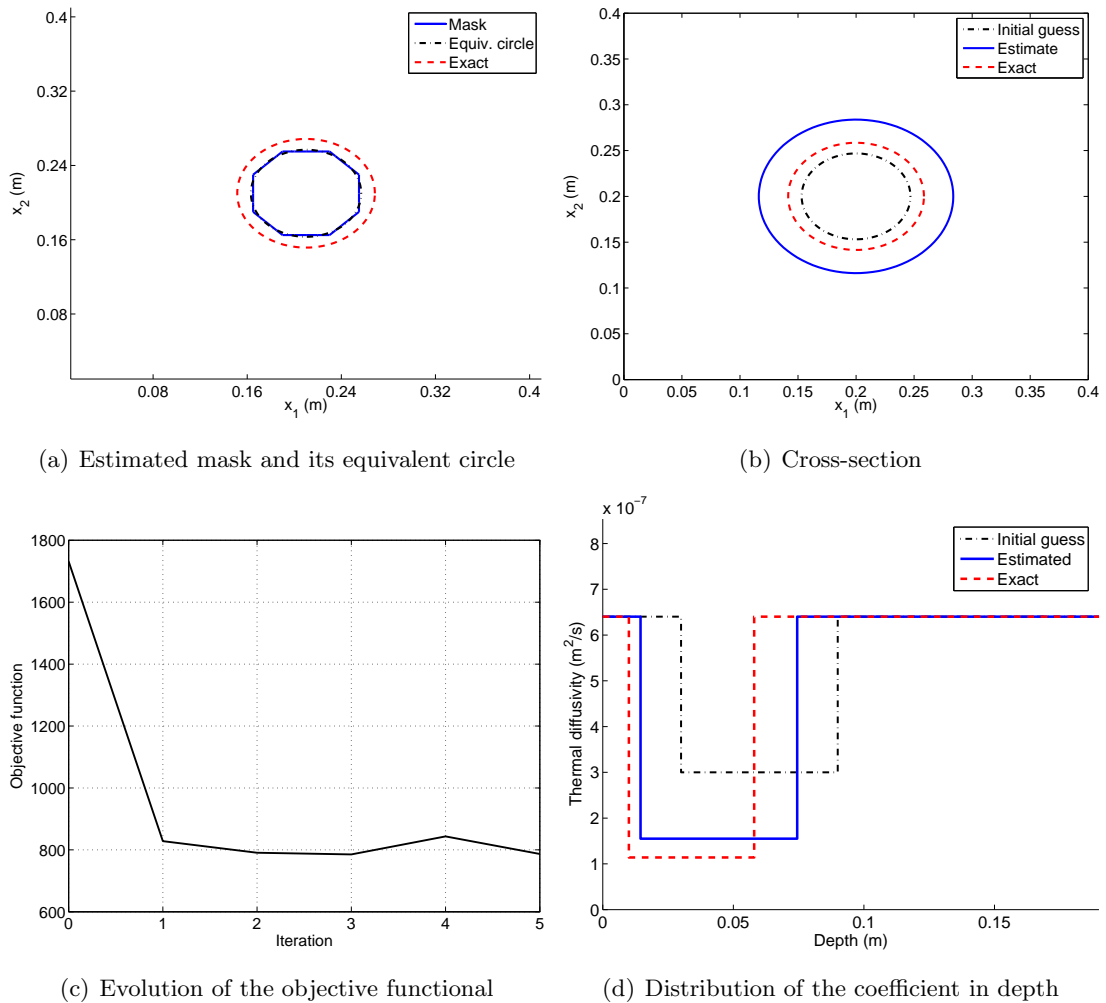 0.4
0.32
0.24
0.16
0.08
x_2 (m)
0.08 0.16 0.24 0.32 0.4
x_1 (m)
Mask
Equiv. circle
Exact
(a) Estimated mask and its equivalent circle
0.4
0.35
0.3
0.25
0.2
0.15
0.1
0.05
0
x_2 (m)
0 0.05 0.1 0.15 0.2 0.25 0.3 0.35 0.4
x_1 (m)
Initial guess
Estimate
Exact
(b) Cross-section
1800
1600
1400
1200
1000
800
600
Objective function
0 1 2 3 4 5
Iteration
(c) Evolution of the objective functional
x 10^-7
8
7
6
5
4
3
2
1
0
Thermal diffusivity (m^2/s)
0 0.05 0.1 0.15
Depth (m)
Initial guess
Estimated
Exact
(d) Distribution of the coefficient in depth